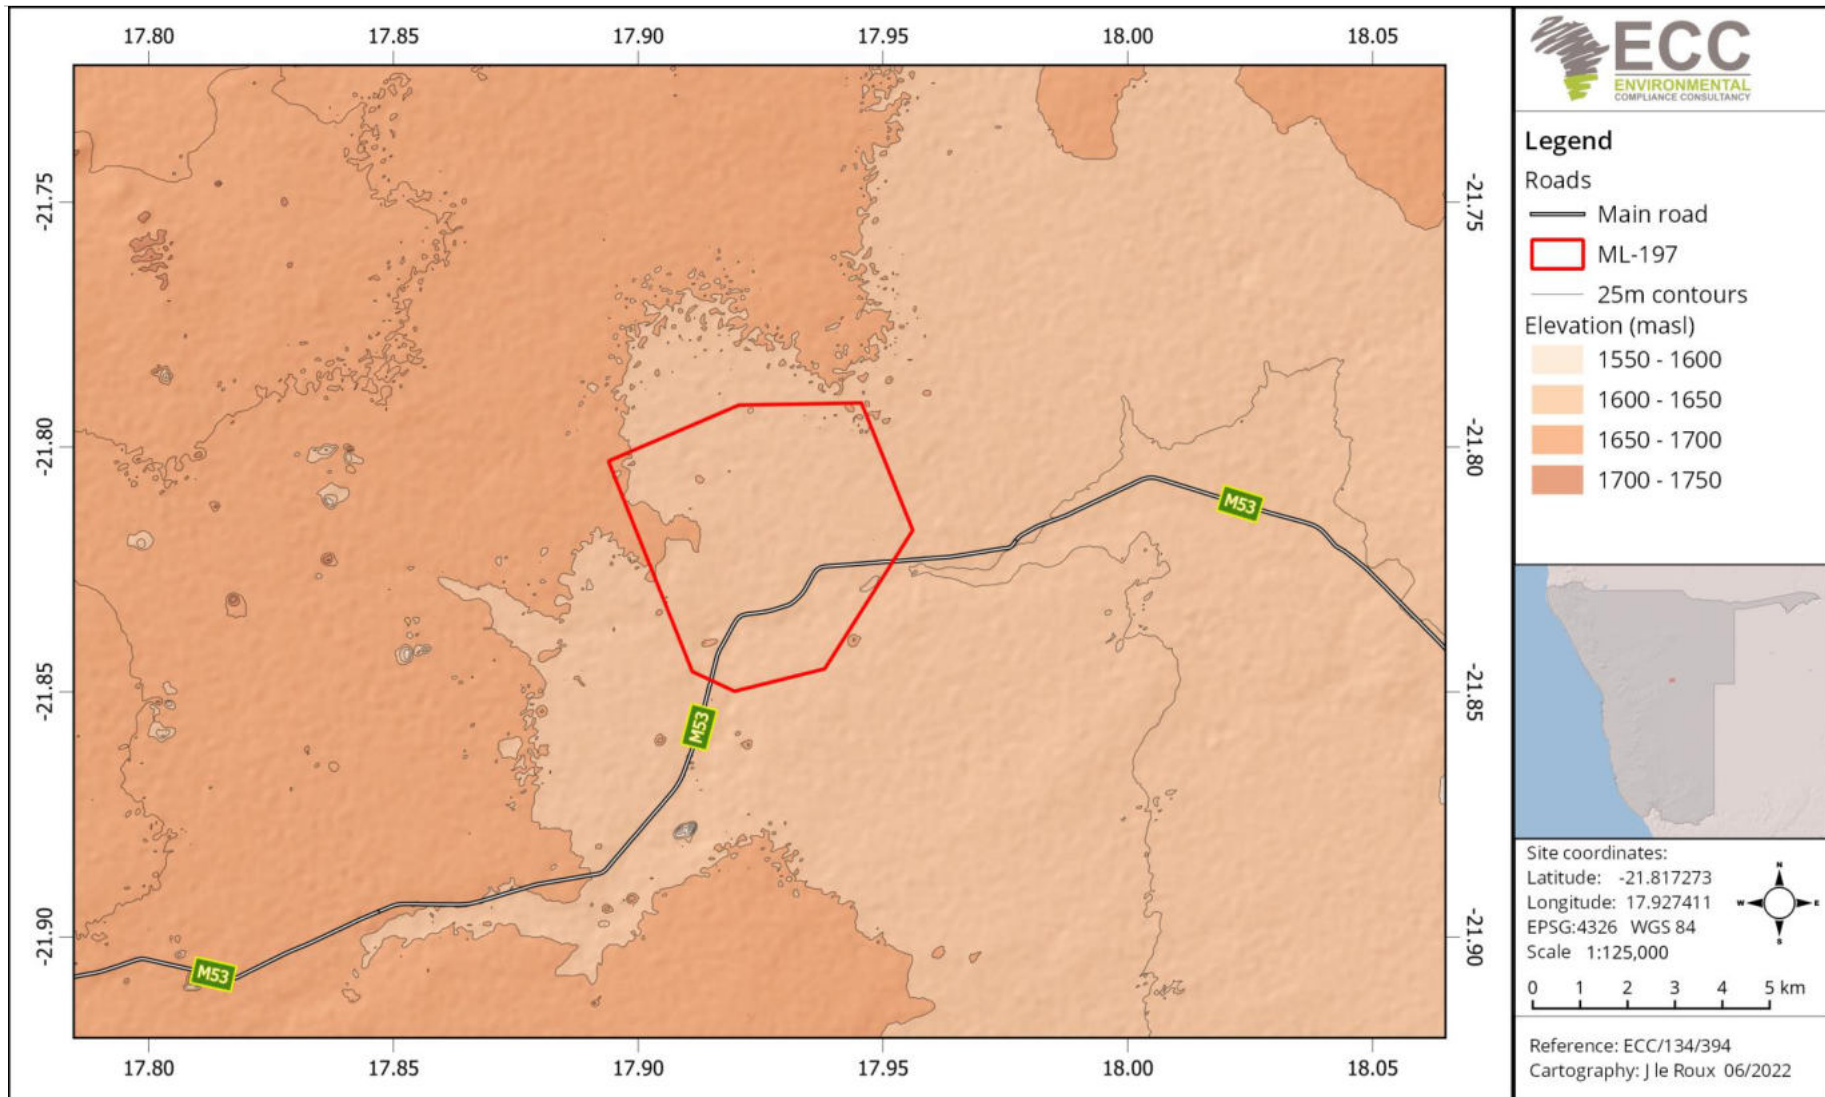 17.80 17.85 17.90 17.95 18.00 18.05
-21.75 -21.75
-21.80 -21.80
M53
-21.85 -21.85
M53
-21.90 -21.90
M53
17.80 17.85 17.90 17.95 18.00 18.05
ECC
ENVIRONMENTAL
COMPLIANCE CONSULTANCY
Legend
Roads
Main road
ML-197
25m contours
Elevation (masl)
1550 - 1600
1600 - 1650
1650 - 1700
1700 - 1750
Site coordinates:
Latitude: -21.817273
Longitude: 17.927411
EPSG:4326 WGS 84
Scale 1:125,000
N
W E
S
0 1 2 3 4 5 km
Reference: ECC/134/394
Cartography: J le Roux 06/2022